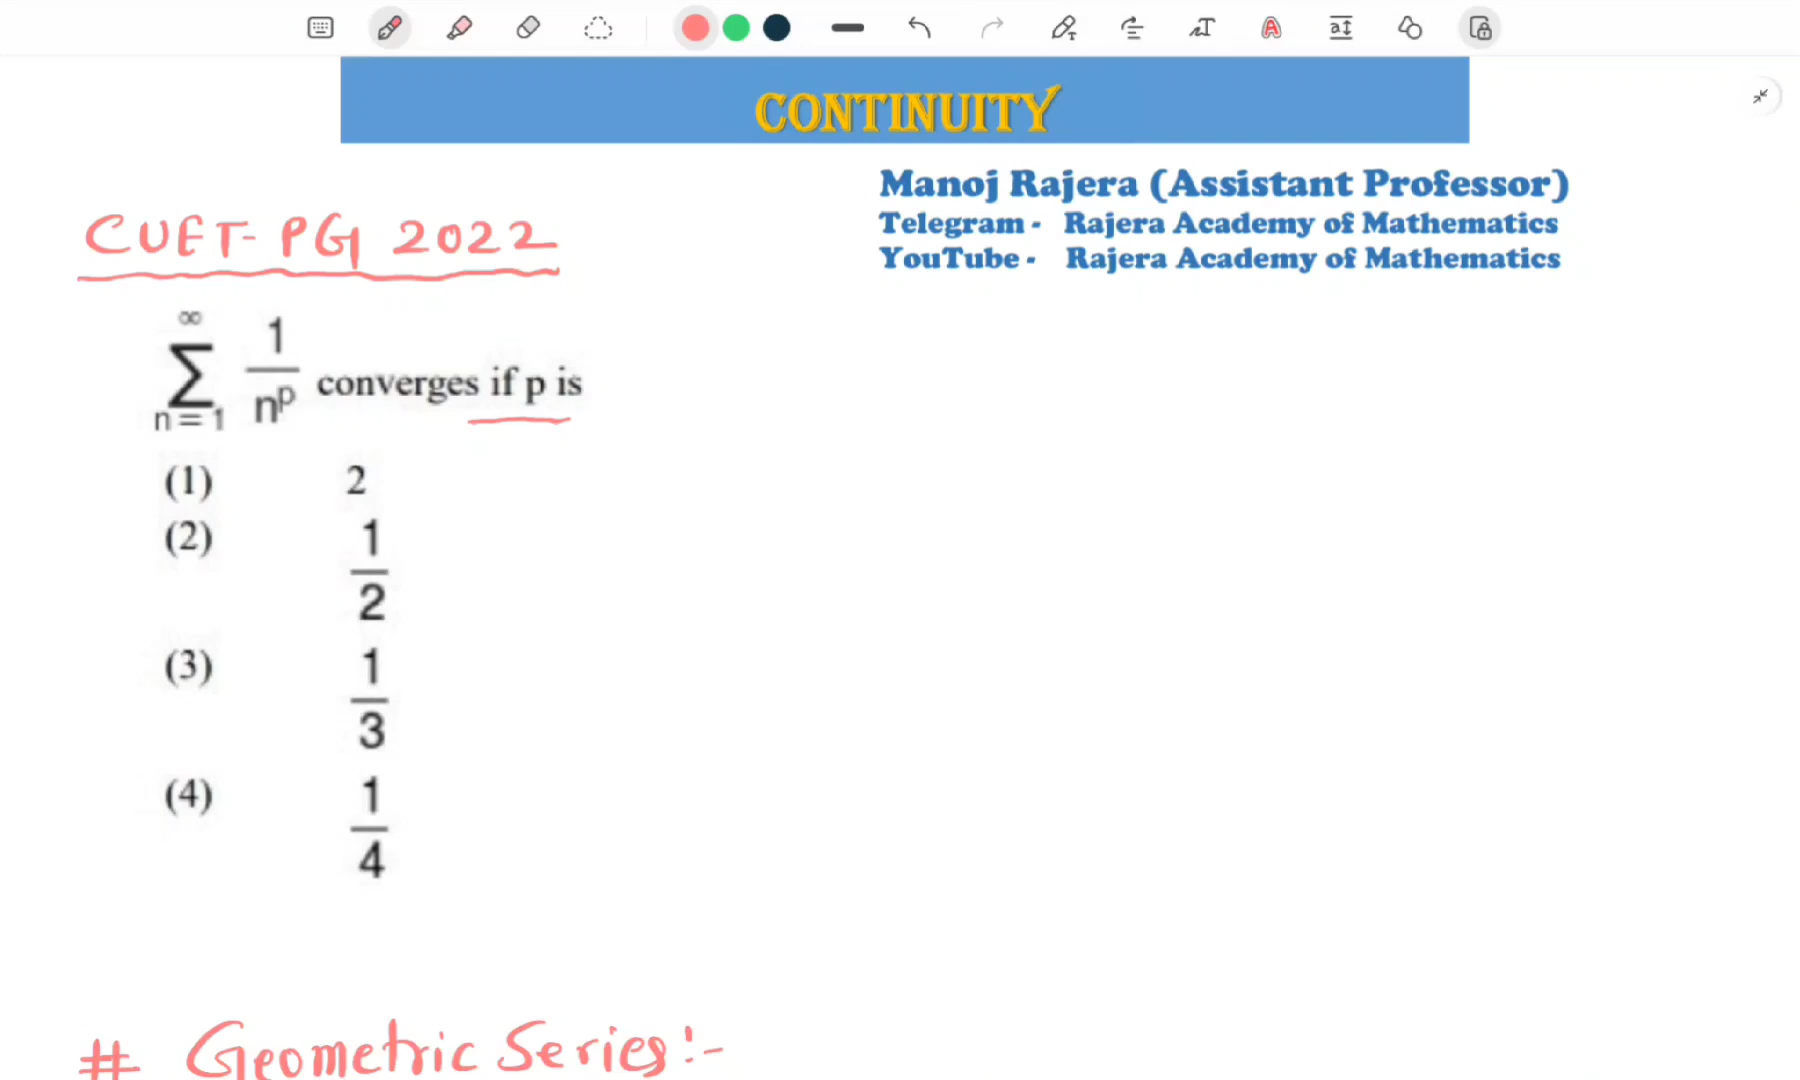 CONTINUITY
Manoj Rajera (Assistant Professor)
Telegram - Rajera Academy of Mathematics
YouTube - Rajera Academy of Mathematics
CUET-PG 2022
∞
∑ 1/n^p converges if p is
n = 1
(1) 2
(2) 1/2
(3) 1/3
(4) 1/4
# Geometric Series:-